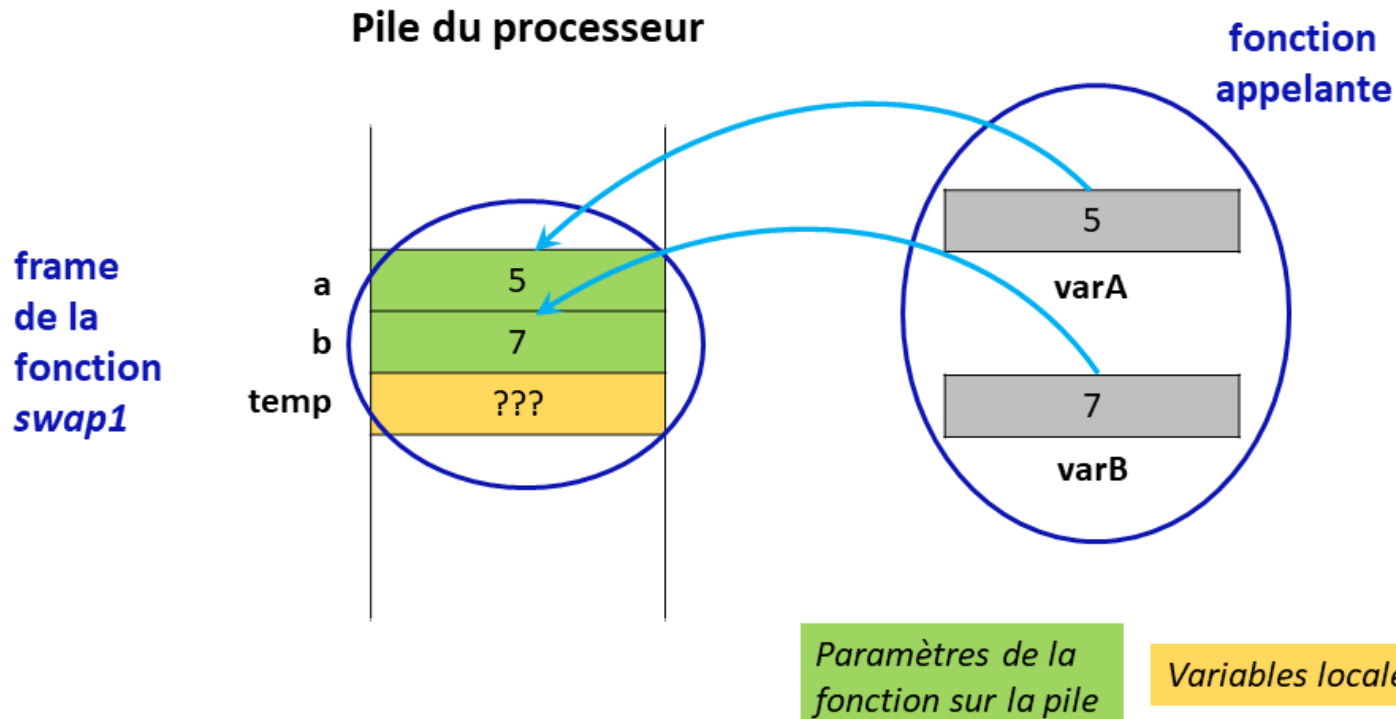 Pile du processeur
fonction
appelante
frame
de la
fonction
swap1
a
5
b
7
temp
???
5
varA
7
varB
Paramètres de la
fonction sur la pile
Variables locale